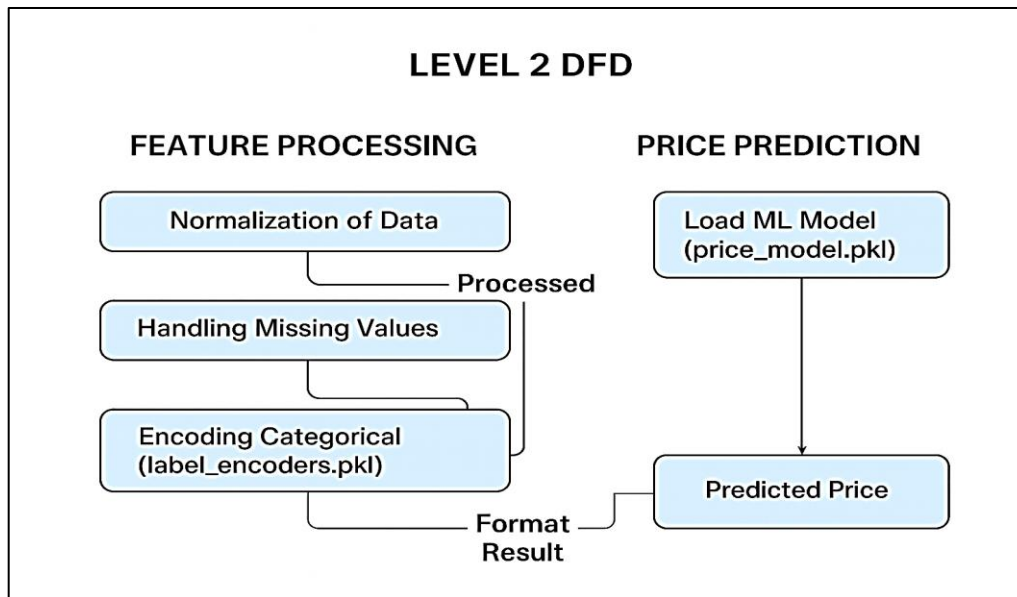 LEVEL 2 DFD
FEATURE PROCESSING
Normalization of Data
Processed
Handling Missing Values
Encoding Categorical
(label_encoders.pkl)
Format
Result
PRICE PREDICTION
Load ML Model
(price_model.pkl)
Predicted Price